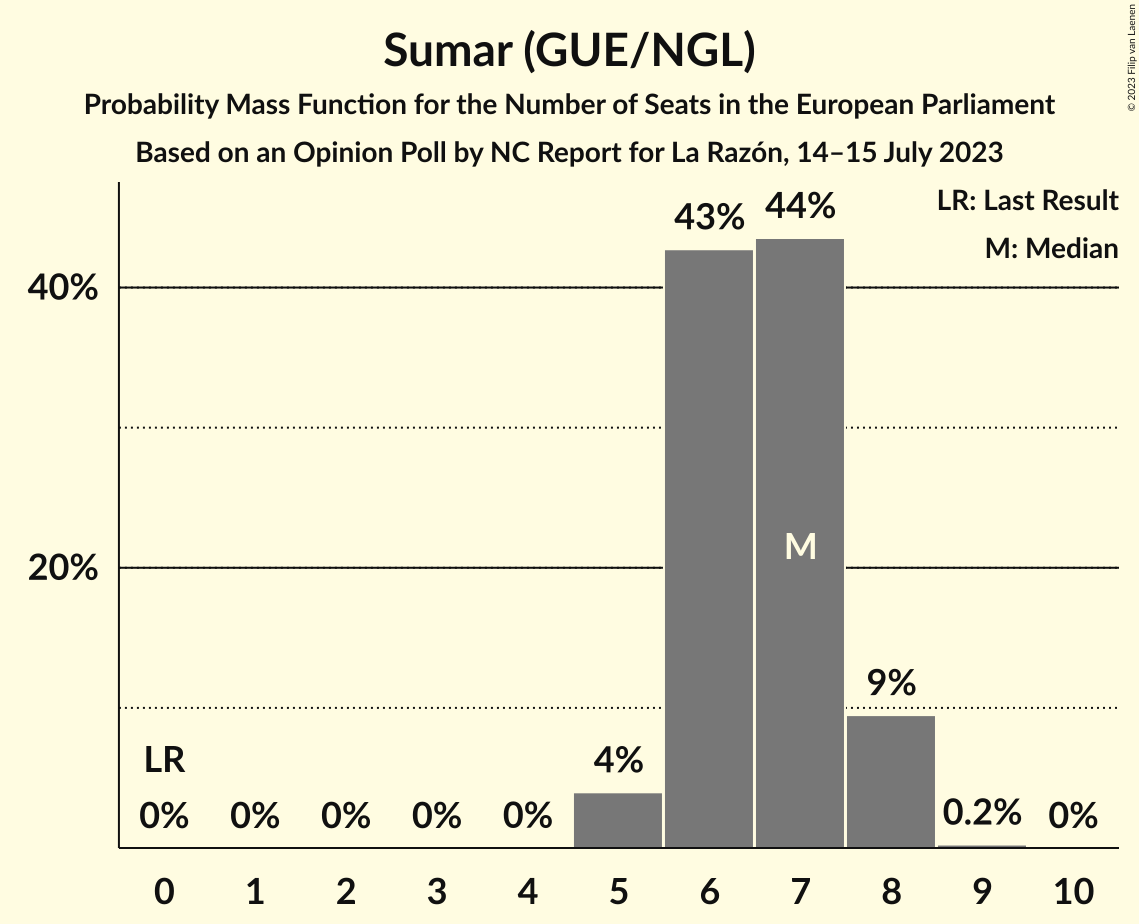 Sumar (GUE/NGL)
Probability Mass Function for the Number of Seats in the European Parliament
Based on an Opinion Poll by NC Report for La Razón, 14–15 July 2023
© 2023 Filip van Laenen
LR: Last Result
M: Median
43% 44%
40%
M
20%
9%
LR
4%
0% 0% 0% 0% 0% 0.2% 0%
0 1 2 3 4 5 6 7 8 9 10